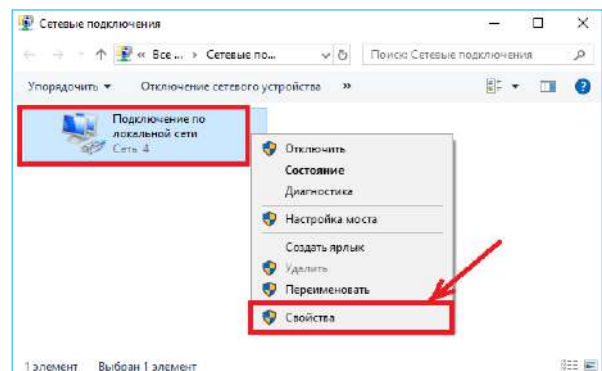 Сетевые подключения
« Все ... › Сетевые по...
Поиск: Сетевые подключения
Упорядочить
Отключение сетевого устройства »
Подключение по
локальной сети
Сеть 4
Отключить
Состояние
Диагностика
Настройка моста
Создать ярлык
Удалить
Переименовать
Свойства
1 элемент Выбран 1 элемент